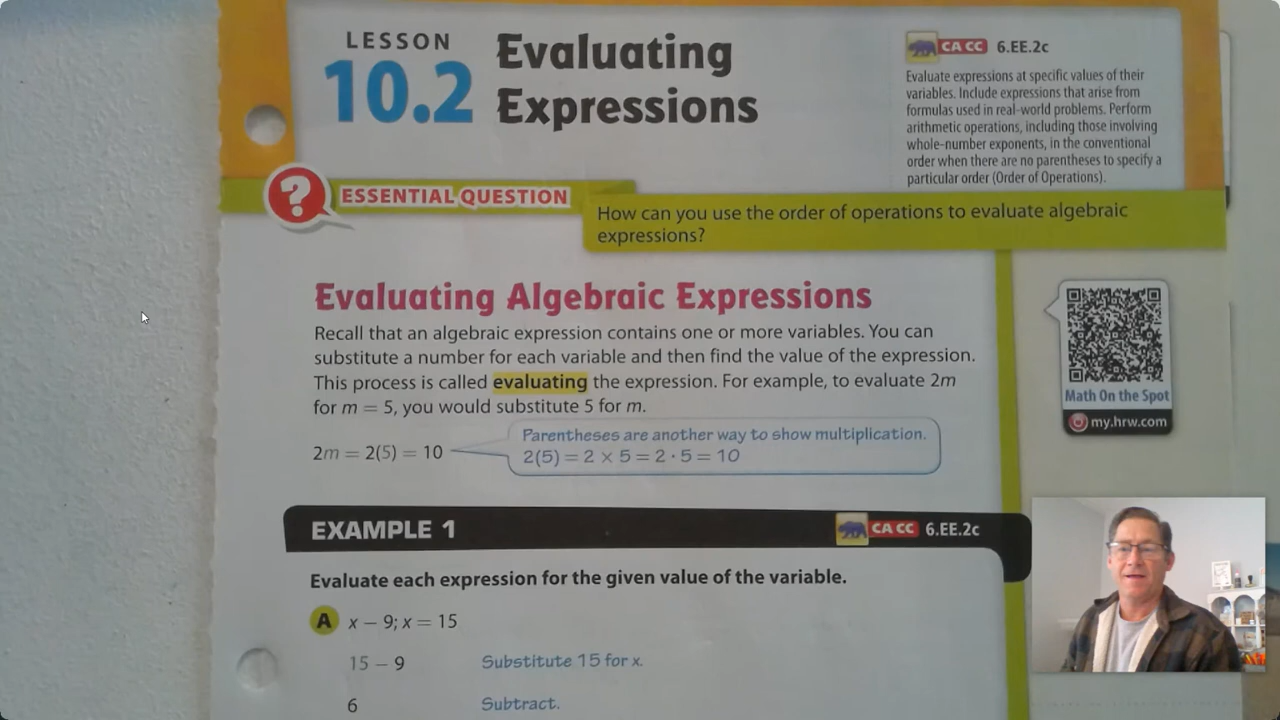 LESSON
10.2
Evaluating
Expressions
CA CC 6.EE.2c
Evaluate expressions at specific values of their
variables. Include expressions that arise from
formulas used in real-world problems. Perform
arithmetic operations, including those involving
whole-number exponents, in the conventional
order when there are no parentheses to specify a
particular order (Order of Operations).
? ESSENTIAL QUESTION
How can you use the order of operations to evaluate algebraic
expressions?
Evaluating Algebraic Expressions
Recall that an algebraic expression contains one or more variables. You can
substitute a number for each variable and then find the value of the expression.
This process is called evaluating the expression. For example, to evaluate 2m
for m = 5, you would substitute 5 for m.
2m = 2(5) = 10
Parentheses are another way to show multiplication.
2(5) = 2 × 5 = 2 · 5 = 10
Math On the Spot
my.hrw.com
EXAMPLE 1
CA CC 6.EE.2c
Evaluate each expression for the given value of the variable.
A x − 9; x = 15
15 − 9 Substitute 15 for x.
6 Subtract.